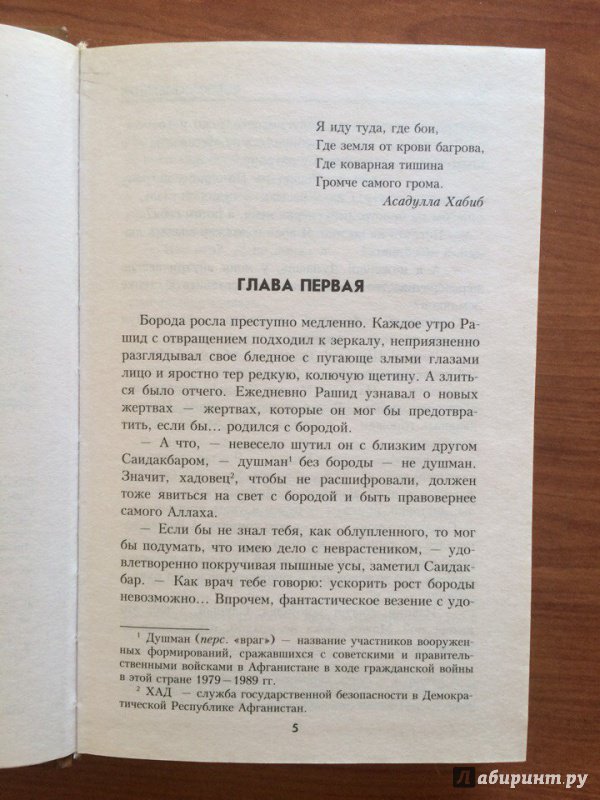 Я иду туда, где бои,
Где земля от крови багрова,
Где коварная тишина
Громче самого грома.
Асадулла Хабиб
ГЛАВА ПЕРВАЯ
Борода росла преступно медленно. Каждое утро Ра-
шид с отвращением подходил к зеркалу, неприязненно
разглядывал свое бледное с пугающе злыми глазами
лицо и яростно тер редкую, колючую щетину. А злить-
ся было отчего. Ежедневно Рашид узнавал о новых
жертвах — жертвах, которые он мог бы предотвра-
тить, если бы... родился с бородой.
— А что, — невесело шутил он с близким другом
Саидакбаром, — душман¹ без бороды — не душман.
Значит, хадовец², чтобы не расшифровали, должен
тоже явиться на свет с бородой и быть правовернее
самого Аллаха.
— Если бы не знал тебя, как облупленного, то мог
бы подумать, что имею дело с неврастеником, — удо-
влетворенно покручивая пышные усы, заметил Саидак-
бар. — Как врач тебе говорю: ускорить рост бороды
невозможно... Впрочем, фантастическое везение с удо-
¹ Душман (перс. «враг») — название участников вооружен-
ных формирований, сражавшихся с советскими и правитель-
ственными войсками в Афганистане в ходе гражданской войны
в этой стране 1979—1989 гг.
² ХАД — служба государственной безопасности в Демокра-
тической Республике Афганистан.
5
Лабиринт.ру